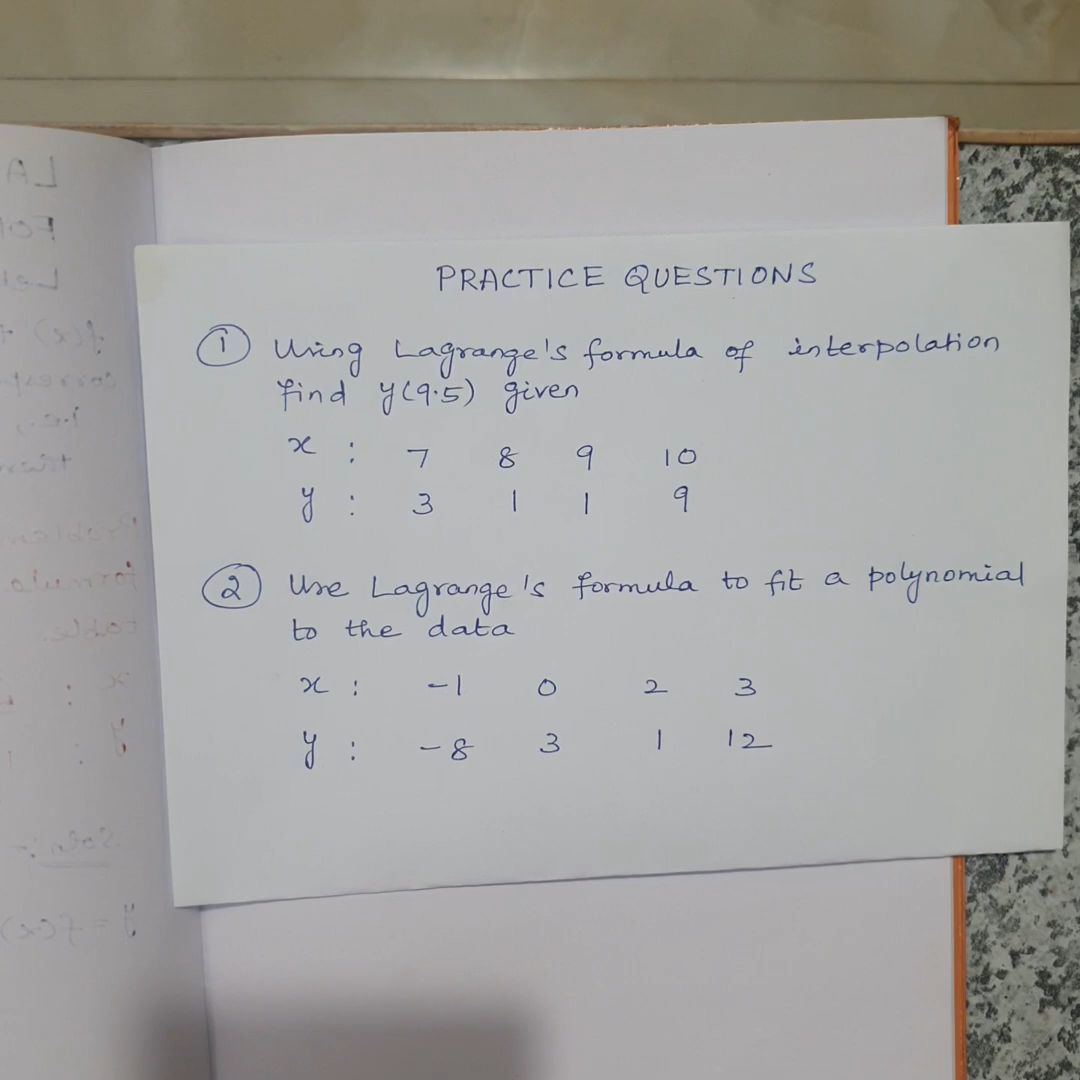 PRACTICE QUESTIONS
① Using Lagrange's formula of interpolation
find y(9.5) given
x : 7 8 9 10
y : 3 1 1 9
② Use Lagrange's formula to fit a polynomial
to the data
x : -1 0 2 3
y : -8 3 1 12